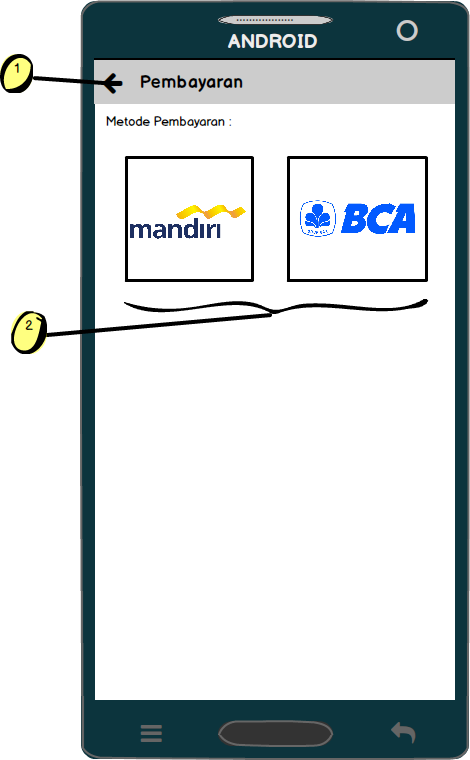 ANDROID
1
Pembayaran
Metode Pembayaran :
mandiri
BCA
2